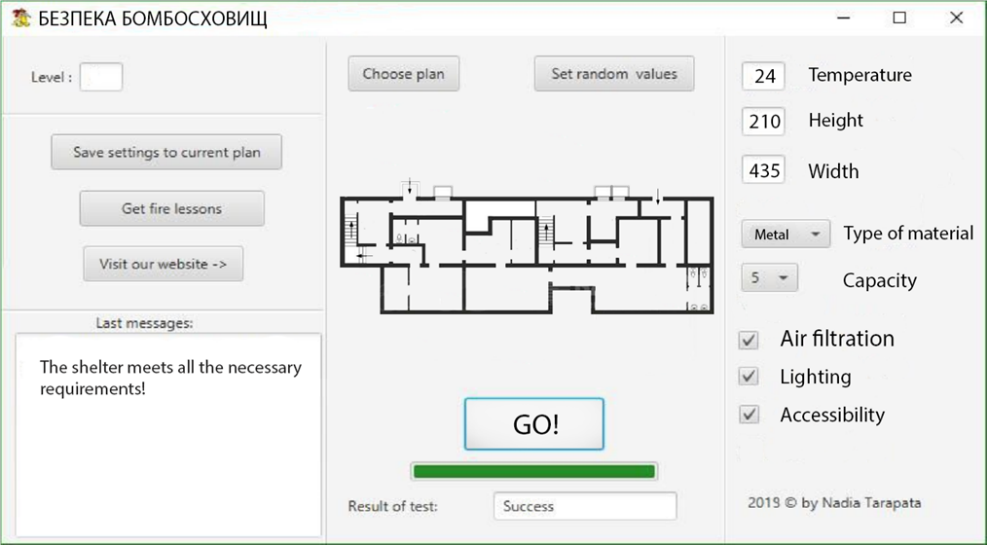 БЕЗПЕКА БОМБОСХОВИЩ
Level :
Save settings to current plan
Get fire lessons
Visit our website ->
Last messages:
The shelter meets all the necessary
requirements!
Choose plan
Set random values
GO!
Result of test:
Success
24 Temperature
210 Height
435 Width
Metal Type of material
5 Capacity
Air filtration
Lighting
Accessibility
2019 © by Nadia Tarapata